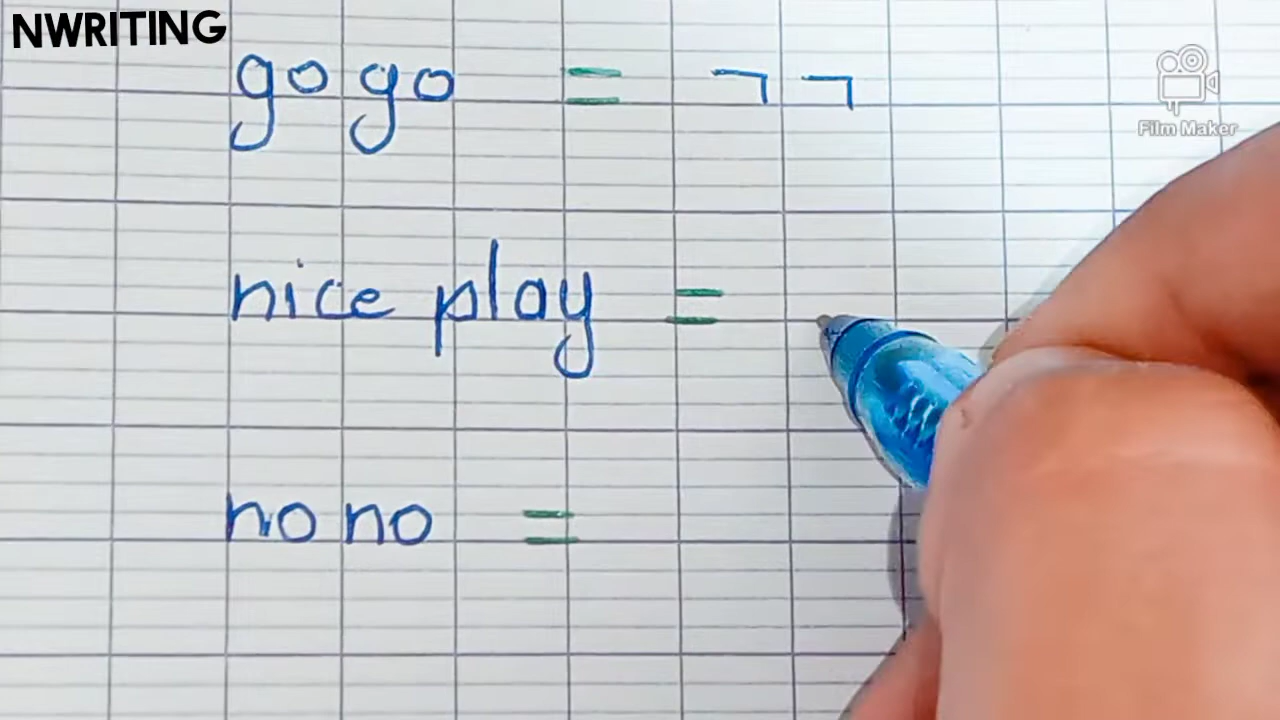 NWRITING
gogo = ㄱㄱ
Film Maker
nice play =
nono =